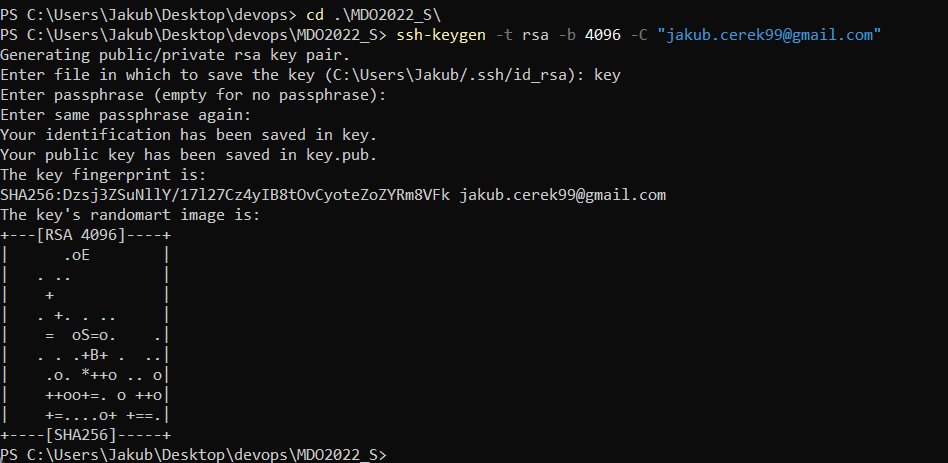 PS C:\Users\Jakub\Desktop\devops> cd .\MDO2022_S\
PS C:\Users\Jakub\Desktop\devops\MDO2022_S> ssh-keygen -t rsa -b 4096 -C "jakub.cerek99@gmail.com"
Generating public/private rsa key pair.
Enter file in which to save the key (C:\Users\Jakub/.ssh/id_rsa): key
Enter passphrase (empty for no passphrase):
Enter same passphrase again:
Your identification has been saved in key.
Your public key has been saved in key.pub.
The key fingerprint is:
SHA256:Dzsj3ZSuNllY/17l27Cz4yIB8tOvCyoteZoZYRm8VFk jakub.cerek99@gmail.com
The key's randomart image is:
+---[RSA 4096]----+
|      .oE        |
|   . ..          |
|    +            |
|   . +. . ..     |
|    =  oS=o.    .|
|   . . .+B+ .  ..|
|    .o. *++o .. o|
|    ++oo+=. o ++o|
|    +=....o+ +==.|
+----[SHA256]-----+
PS C:\Users\Jakub\Desktop\devops\MDO2022_S>